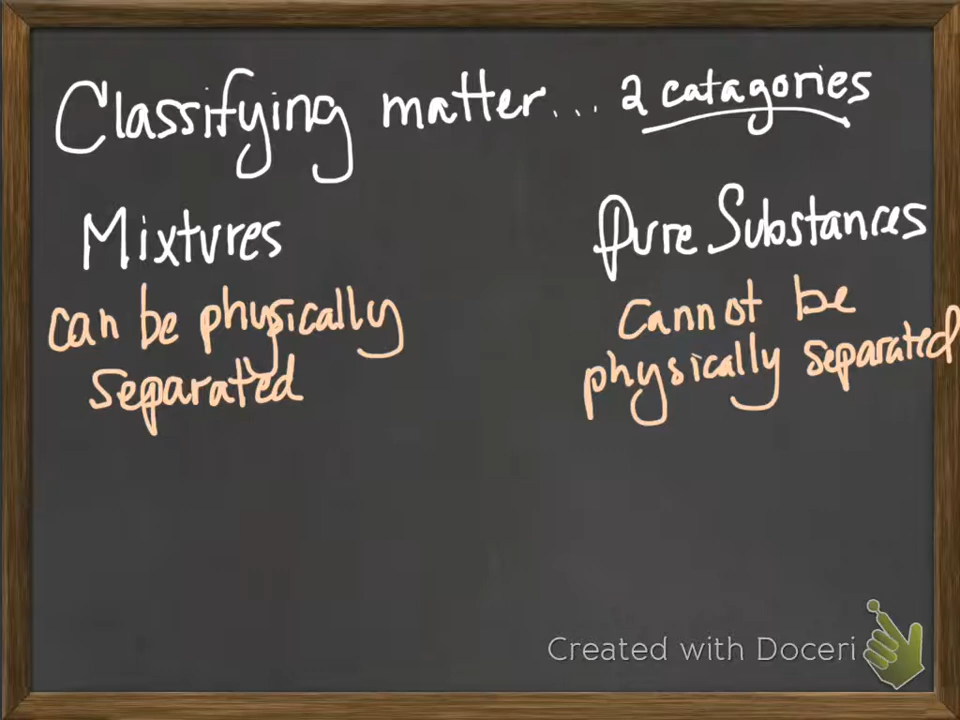 Classifying matter... 2 catagories
Mixtures
can be physically
separated
Pure Substances
cannot be
physically separated
Created with Doceri